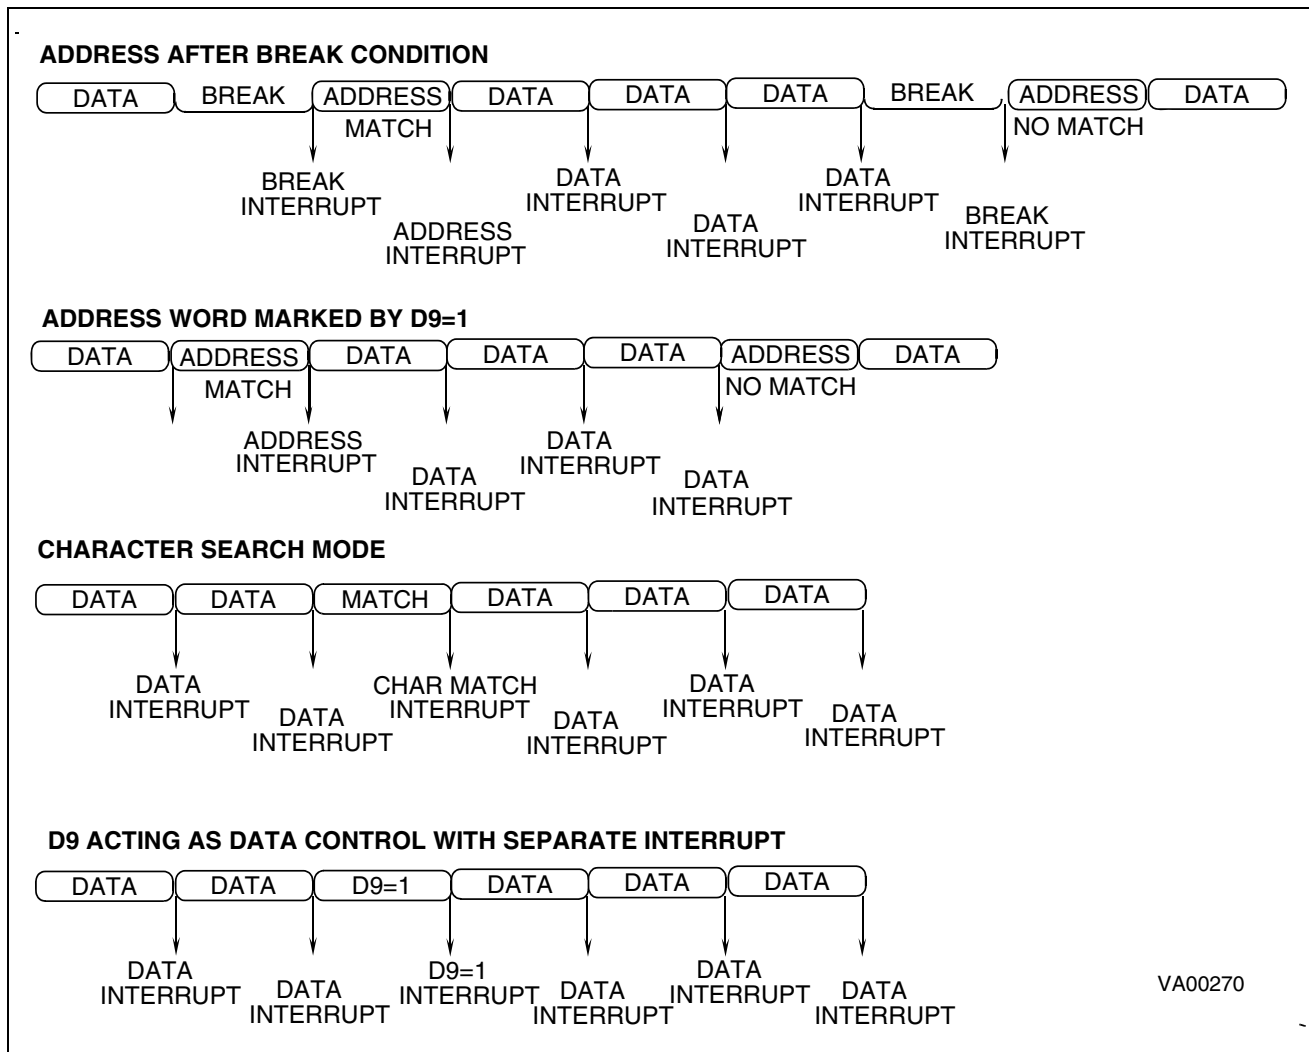 ADDRESS AFTER BREAK CONDITION
DATA BREAK ADDRESS DATA DATA DATA BREAK ADDRESS DATA
MATCH NO MATCH
BREAK INTERRUPT
ADDRESS INTERRUPT
DATA INTERRUPT
DATA INTERRUPT
DATA INTERRUPT
BREAK INTERRUPT
ADDRESS WORD MARKED BY D9=1
DATA ADDRESS DATA DATA DATA ADDRESS DATA
MATCH NO MATCH
ADDRESS INTERRUPT
DATA INTERRUPT
DATA INTERRUPT
DATA INTERRUPT
CHARACTER SEARCH MODE
DATA DATA MATCH DATA DATA DATA
DATA INTERRUPT
DATA INTERRUPT
CHAR MATCH INTERRUPT
DATA INTERRUPT
DATA INTERRUPT
DATA INTERRUPT
D9 ACTING AS DATA CONTROL WITH SEPARATE INTERRUPT
DATA DATA D9=1 DATA DATA DATA
DATA INTERRUPT
DATA INTERRUPT
D9=1 INTERRUPT
DATA INTERRUPT
DATA INTERRUPT
DATA INTERRUPT
VA00270